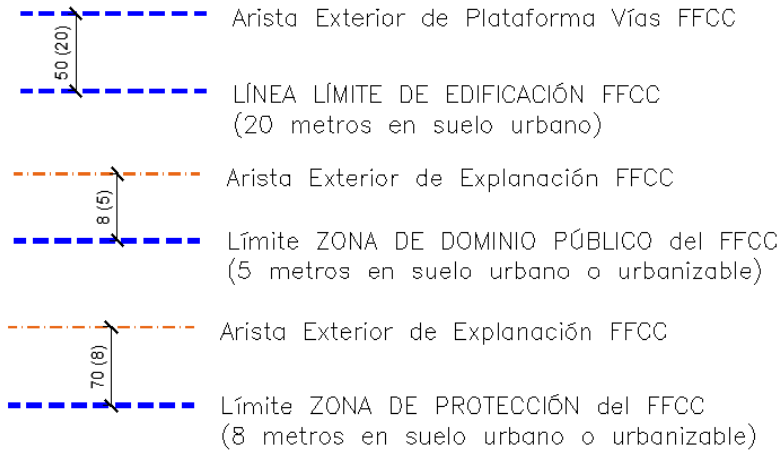 Arista Exterior de Plataforma Vías FFCC
50 (20)
LÍNEA LÍMITE DE EDIFICACIÓN FFCC
(20 metros en suelo urbano)
Arista Exterior de Explanación FFCC
8 (5)
Límite ZONA DE DOMINIO PÚBLICO del FFCC
(5 metros en suelo urbano o urbanizable)
Arista Exterior de Explanación FFCC
70 (8)
Límite ZONA DE PROTECCIÓN del FFCC
(8 metros en suelo urbano o urbanizable)